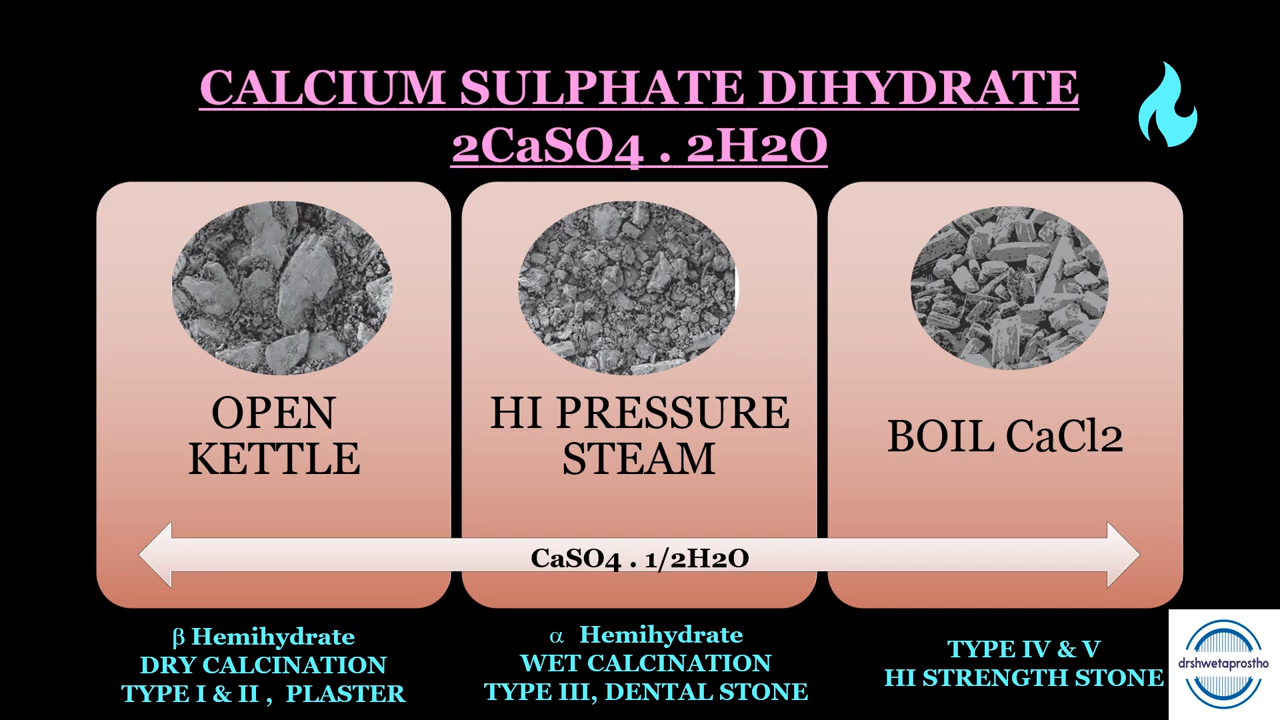 CALCIUM SULPHATE DIHYDRATE
2CaSO4 . 2H2O
OPEN
KETTLE
HI PRESSURE
STEAM
BOIL CaCl2
CaSO4 . 1/2H2O
β Hemihydrate
DRY CALCINATION
TYPE I & II , PLASTER
α Hemihydrate
WET CALCINATION
TYPE III, DENTAL STONE
TYPE IV & V
HI STRENGTH STONE
drshwetaprostho